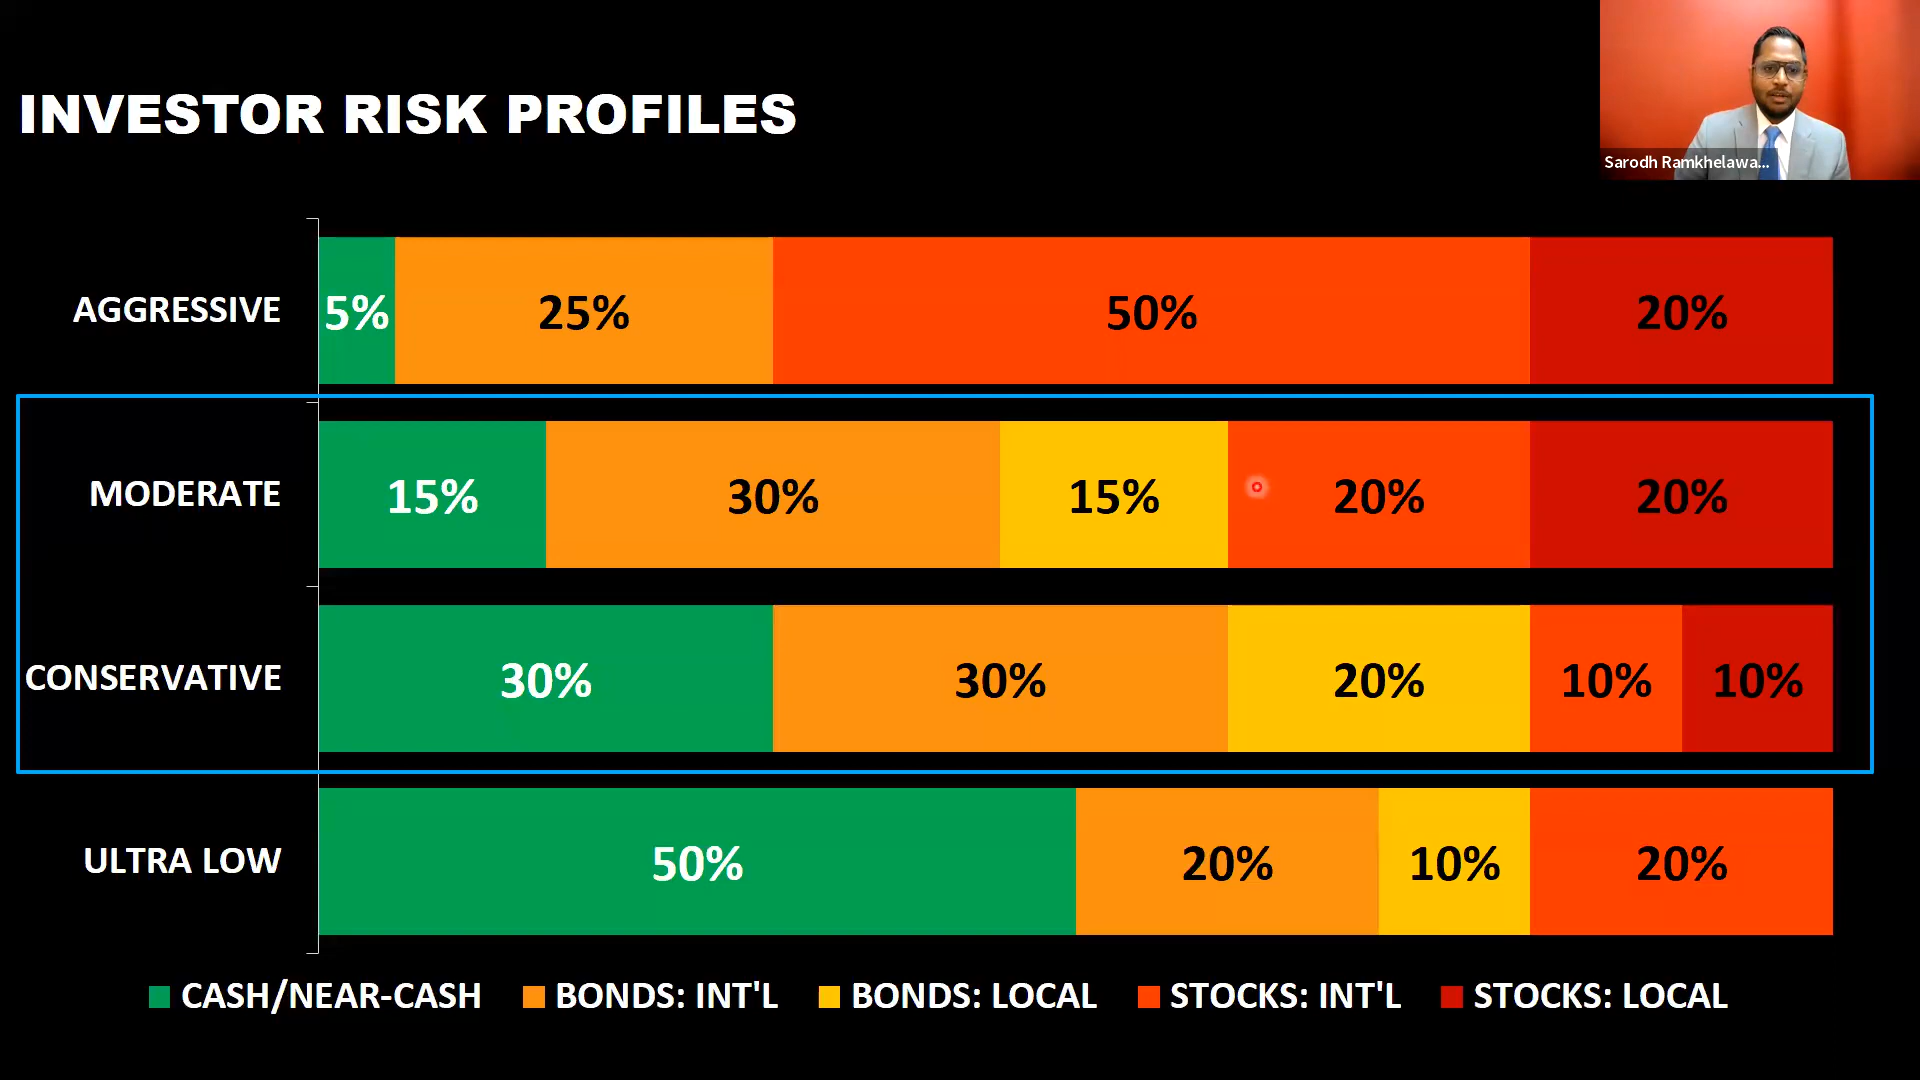 INVESTOR RISK PROFILES
Sarodh Ramkhelawa...
AGGRESSIVE 5% 25% 50% 20%
MODERATE 15% 30% 15% 20% 20%
CONSERVATIVE 30% 30% 20% 10% 10%
ULTRA LOW 50% 20% 10% 20%
CASH/NEAR-CASH BONDS: INT'L BONDS: LOCAL STOCKS: INT'L STOCKS: LOCAL